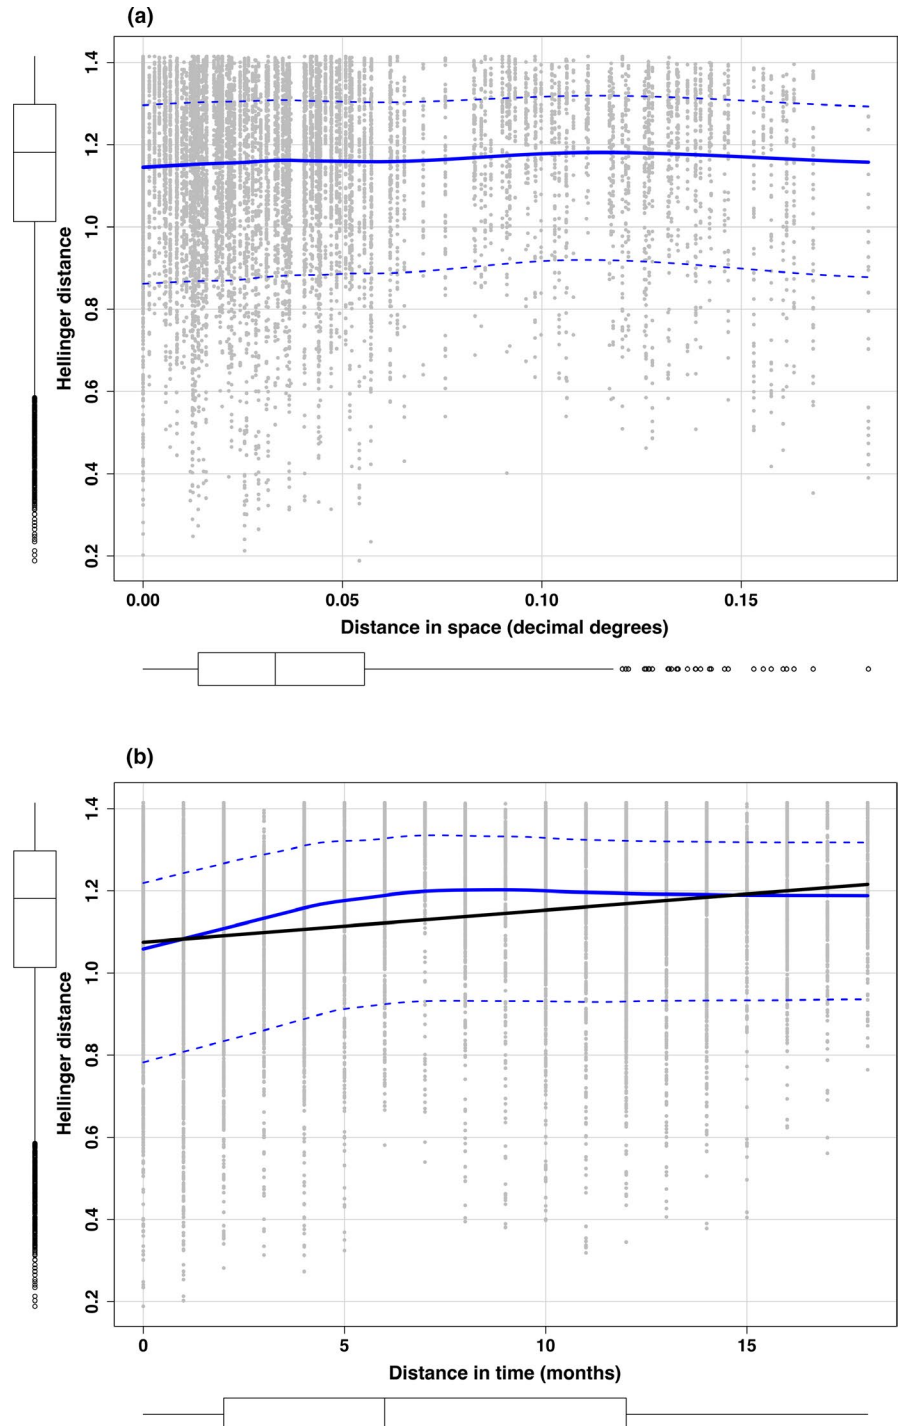 (a)
1.4
1.2
1.0
0.8
0.6
0.4
0.2
Hellinger distance
0.00 0.05 0.10 0.15
Distance in space (decimal degrees)
(b)
1.4
1.2
1.0
0.8
0.6
0.4
0.2
Hellinger distance
0 5 10 15
Distance in time (months)